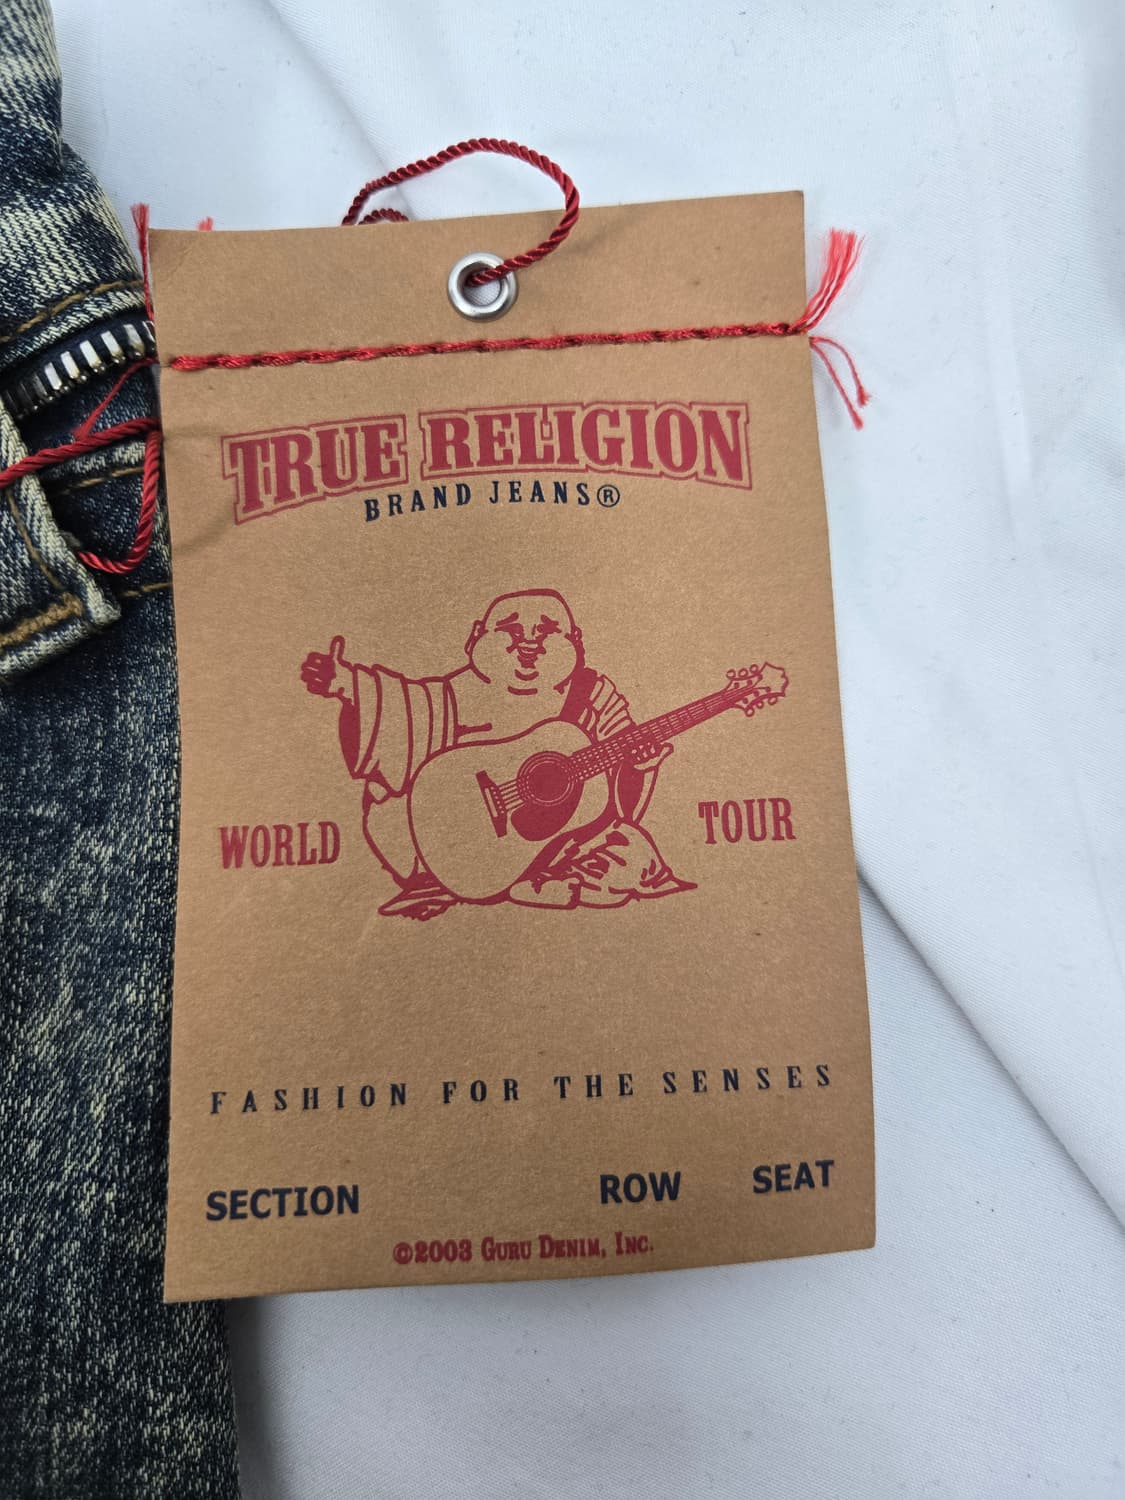 TRUE RELIGION
BRAND JEANS®
WORLD TOUR
FASHION FOR THE SENSES
SECTION ROW SEAT
©2003 GURU DENIM, INC.